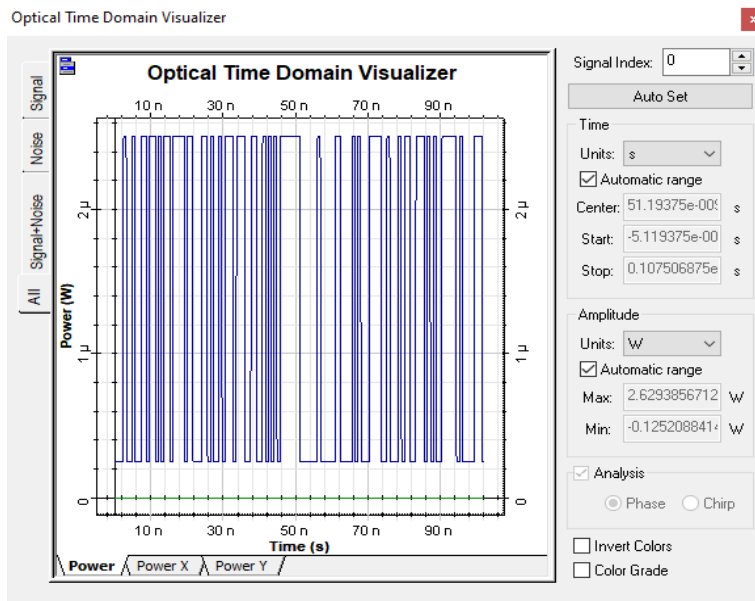 Optical Time Domain Visualizer
Signal
Noise
Signal+Noise
All
Optical Time Domain Visualizer
10 n 30 n 50 n 70 n 90 n
2 µ
1 µ
0
Power (W)
2 µ
1 µ
0
10 n 30 n 50 n 70 n 90 n
Time (s)
Power Power X Power Y
Signal Index: 0
Auto Set
Time
Units: s
Automatic range
Center: 51.19375e-009 s
Start: -5.119375e-00 s
Stop: 0.107506875e s
Amplitude
Units: W
Automatic range
Max: 2.6293856712 W
Min: -0.125208841 W
Analysis
Phase Chirp
Invert Colors
Color Grade